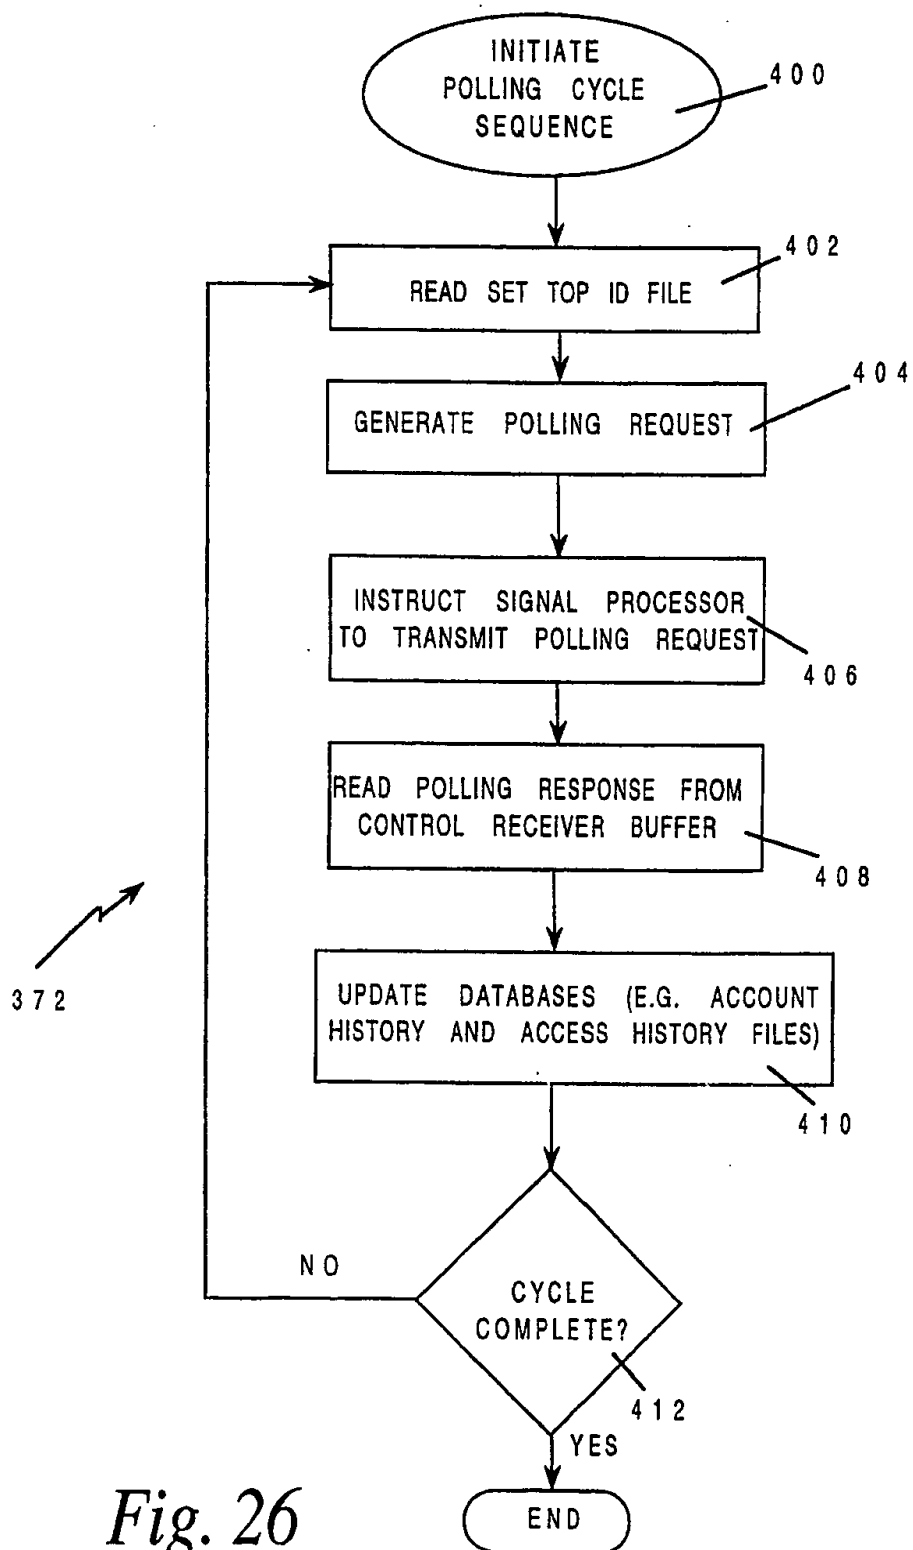 INITIATE
POLLING CYCLE
SEQUENCE
400
READ SET TOP ID FILE
402
GENERATE POLLING REQUEST
404
INSTRUCT SIGNAL PROCESSOR
TO TRANSMIT POLLING REQUEST
406
READ POLLING RESPONSE FROM
CONTROL RECEIVER BUFFER
408
372
UPDATE DATABASES (E.G. ACCOUNT
HISTORY AND ACCESS HISTORY FILES)
410
NO
CYCLE
COMPLETE?
412
YES
END
Fig. 26